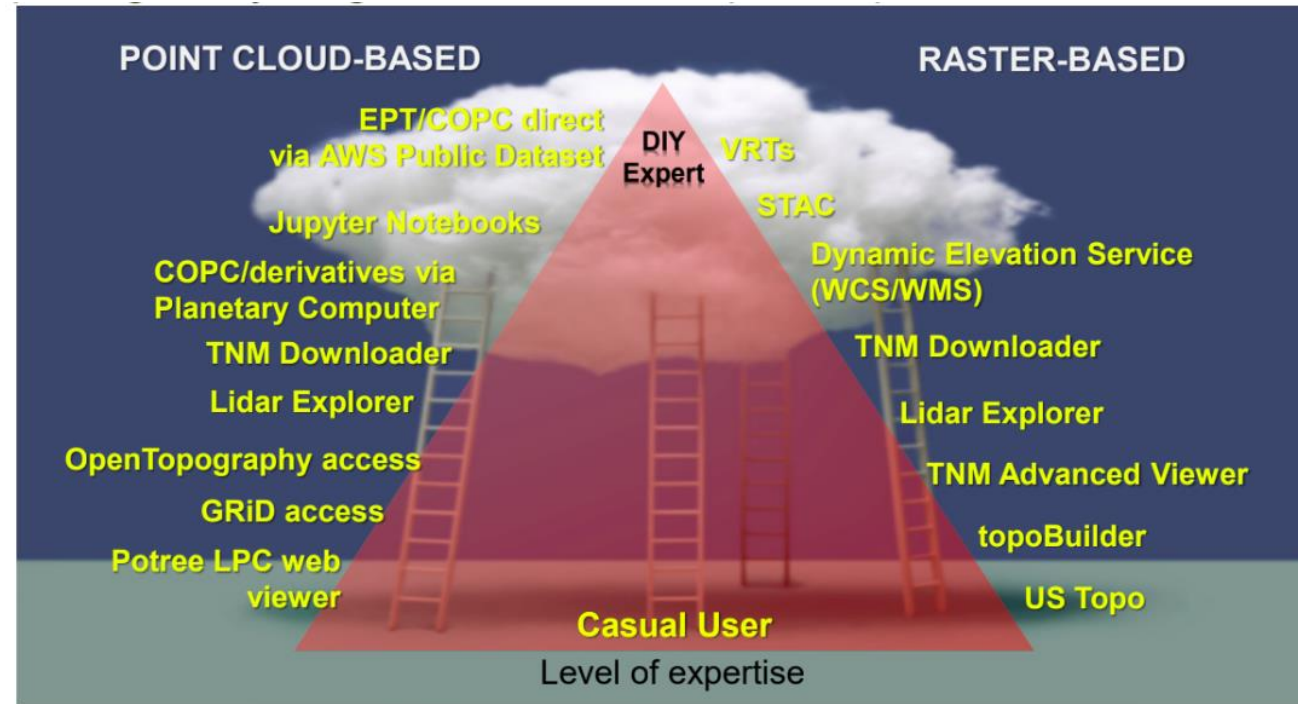 POINT CLOUD-BASED
RASTER-BASED
EPT/COPC direct
via AWS Public Dataset
Jupyter Notebooks
COPC/derivatives via
Planetary Computer
TNM Downloader
Lidar Explorer
OpenTopography access
GRiD access
Potree LPC web
viewer
DIY
Expert
VRTs
STAC
Dynamic Elevation Service
(WCS/WMS)
TNM Downloader
Lidar Explorer
TNM Advanced Viewer
topoBuilder
US Topo
Casual User
Level of expertise